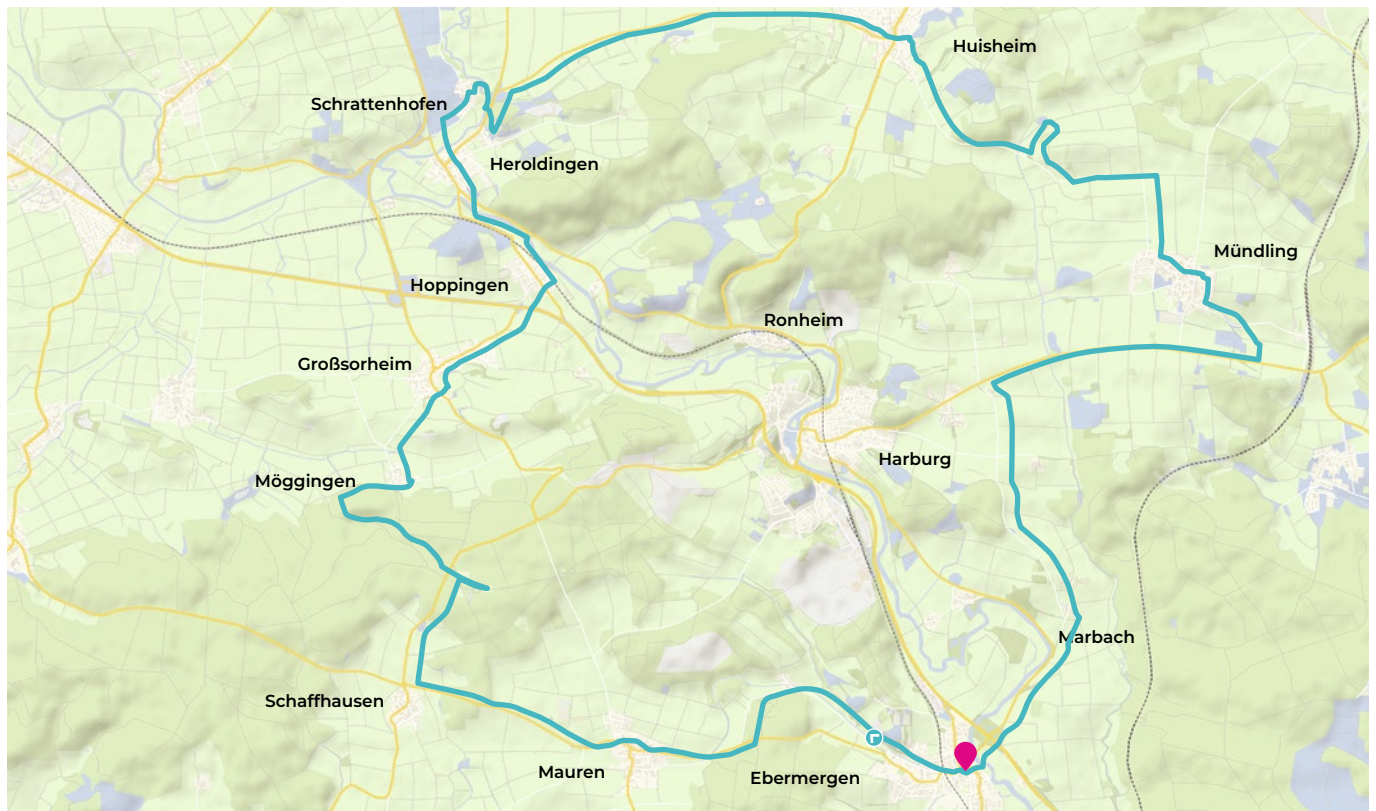 Huisheim
Schrattenhofen
Heroldingen
Mündling
Hoppingen
Ronheim
Großsorheim
Harburg
Möggingen
Marbach
Schaffhausen
Mauren
Ebermergen